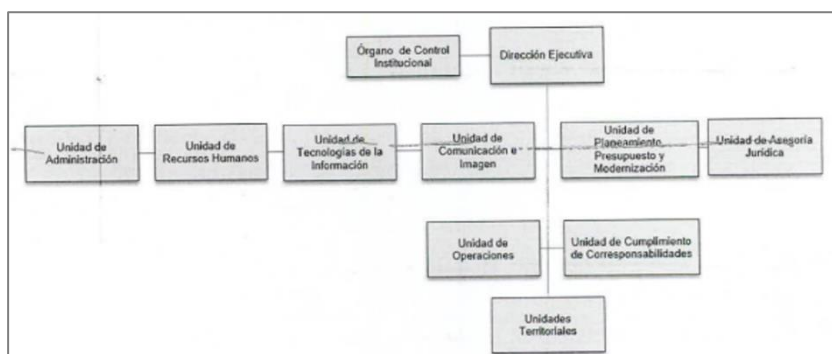 Órgano de Control
Institucional
Dirección Ejecutiva
Unidad de
Administración
Unidad de
Recursos Humanos
Unidad de
Tecnologías de la
Información
Unidad de
Comunicación e
Imagen
Unidad de
Planeamiento,
Presupuesto y
Modernización
Unidad de Asegoría
Jurídica
Unidad de
Operaciones
Unidad de Cumplimiento
de Corresponsabilidades
Unidades
Territoriales